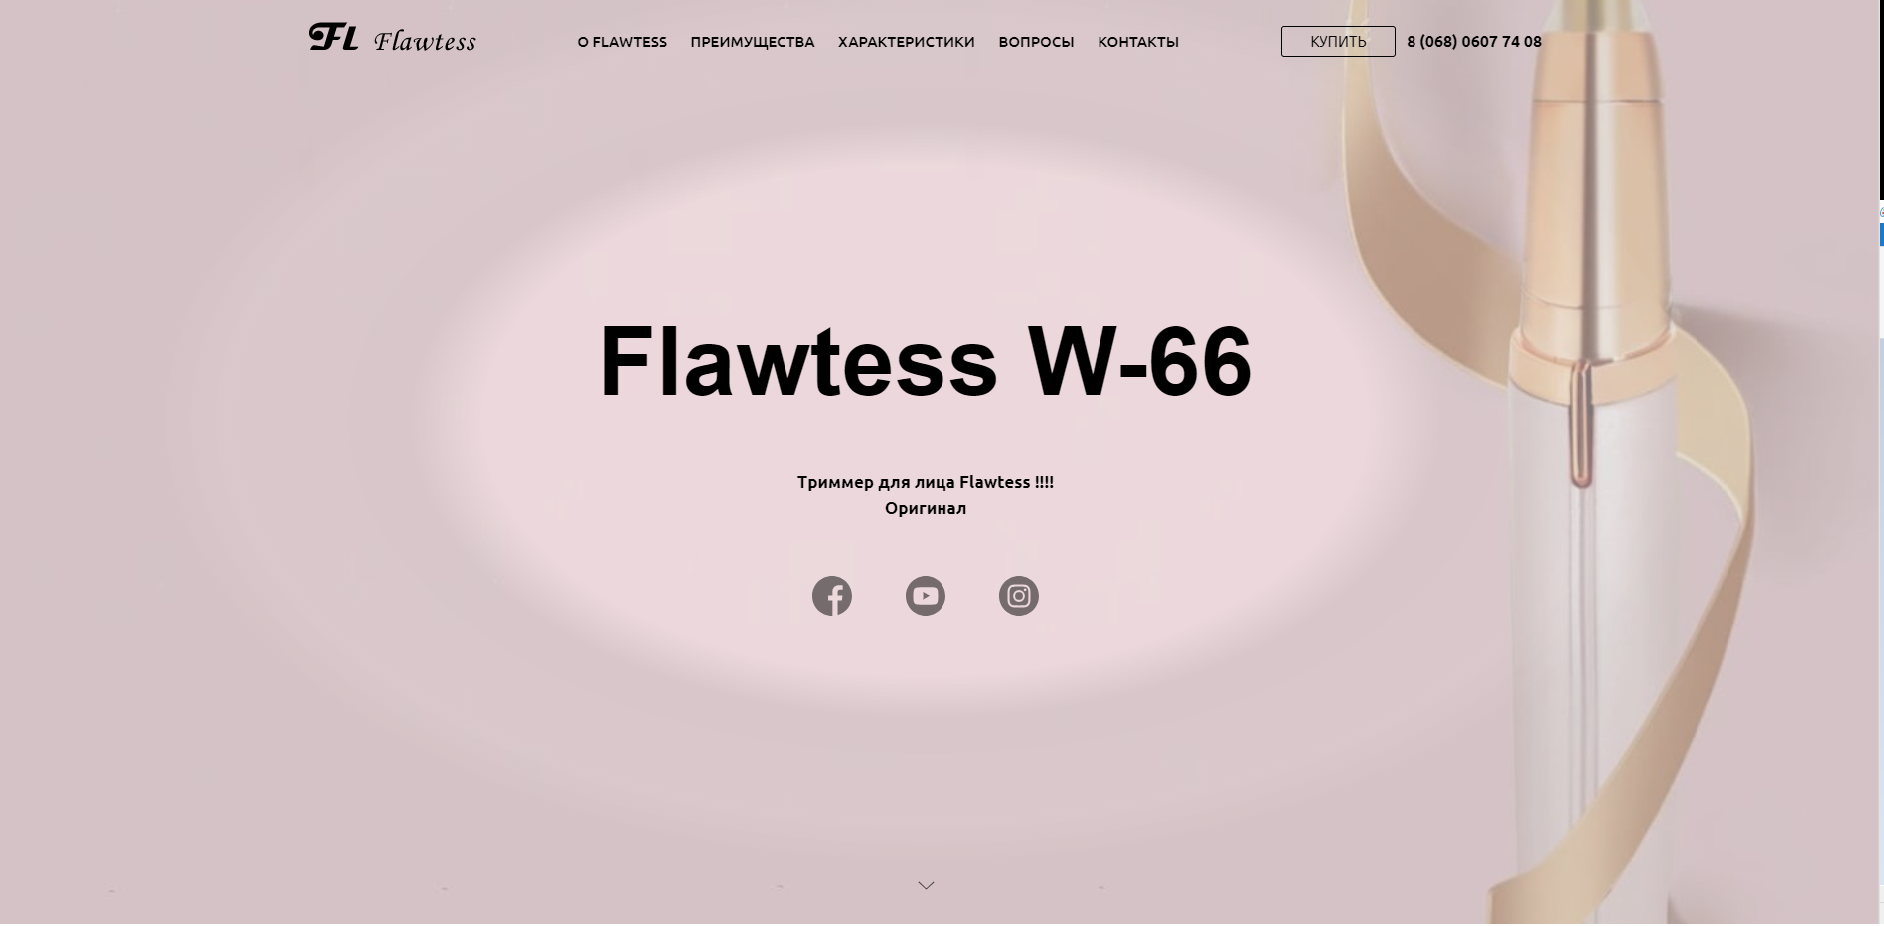 FL Flawtess
О FLAWTESS ПРЕИМУЩЕСТВА ХАРАКТЕРИСТИКИ ВОПРОСЫ КОНТАКТЫ
КУПИТЬ 8 (068) 0607 74 08
Flawtess W-66
Триммер для лица Flawtess !!!!
Оригинал